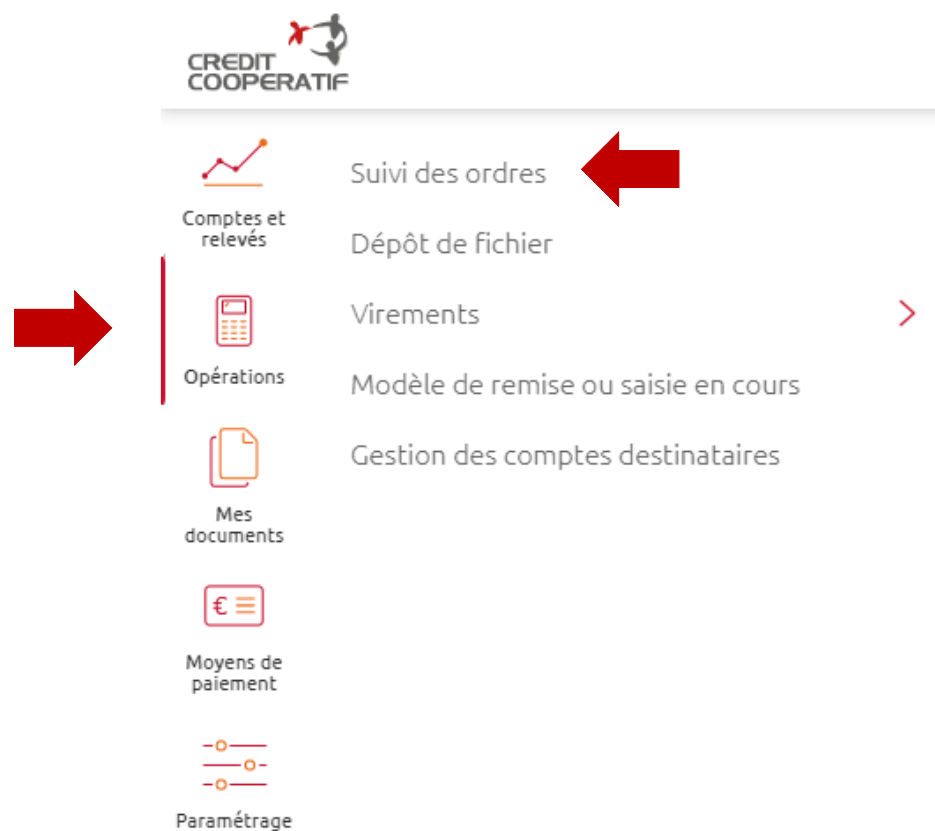 CREDIT
COOPERATIF
Comptes et
relevés
Opérations
Mes
documents
€
Moyens de
paiement
Paramétrage
Suivi des ordres
Dépôt de fichier
Virements
Modèle de remise ou saisie en cours
Gestion des comptes destinataires